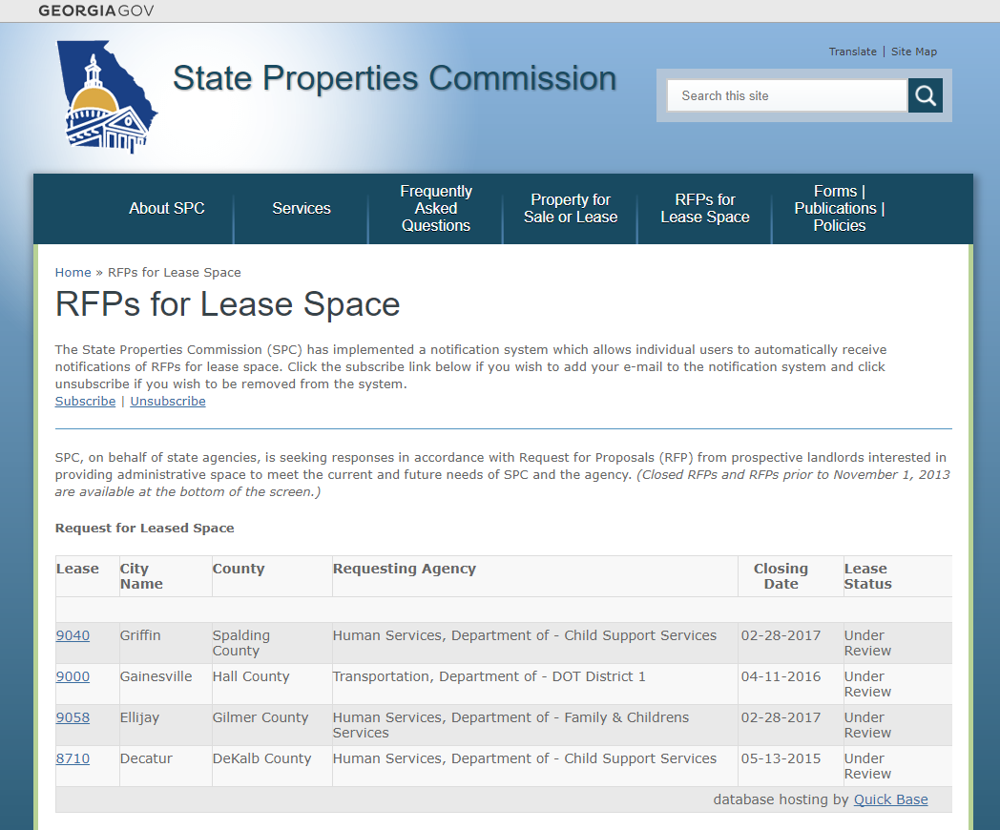 GEORGIAGOV
Translate | Site Map
State Properties Commission
Search this site
About SPC
Services
Frequently
Asked
Questions
Property for
Sale or Lease
RFPs for
Lease Space
Forms |
Publications |
Policies
Home » RFPs for Lease Space
RFPs for Lease Space
The State Properties Commission (SPC) has implemented a notification system which allows individual users to automatically receive
notifications of RFPs for lease space. Click the subscribe link below if you wish to add your e-mail to the notification system and click
unsubscribe if you wish to be removed from the system.
Subscribe | Unsubscribe
SPC, on behalf of state agencies, is seeking responses in accordance with Request for Proposals (RFP) from prospective landlords interested in
providing administrative space to meet the current and future needs of SPC and the agency. (Closed RFPs and RFPs prior to November 1, 2013
are available at the bottom of the screen.)
Request for Leased Space
Lease City Name County Requesting Agency Closing Date Lease Status
9040 Griffin Spalding County Human Services, Department of - Child Support Services 02-28-2017 Under Review
9000 Gainesville Hall County Transportation, Department of - DOT District 1 04-11-2016 Under Review
9058 Ellijay Gilmer County Human Services, Department of - Family & Childrens Services 02-28-2017 Under Review
8710 Decatur DeKalb County Human Services, Department of - Child Support Services 05-13-2015 Under Review
database hosting by Quick Base